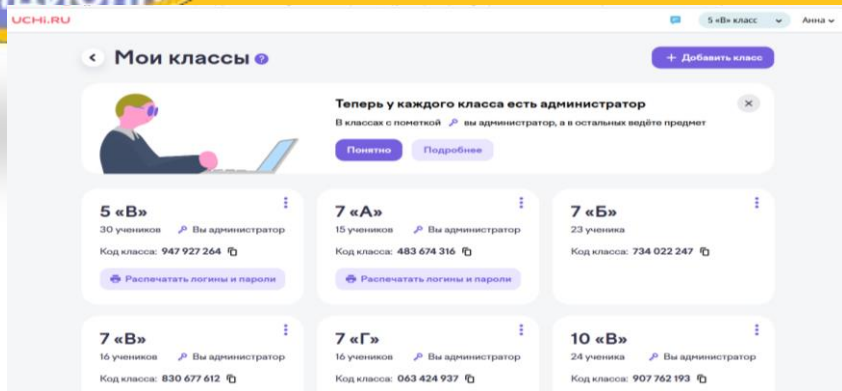 UCHi.RU
5 «В» класс
Анна
Мои классы ?
+ Добавить класс
Теперь у каждого класса есть администратор
В классах с пометкой вы администратор, а в остальных ведёте предмет
Понятно
Подробнее
5 «В»
30 учеников Вы администратор
Код класса: 947 927 264
Распечатать логины и пароли
7 «А»
15 учеников Вы администратор
Код класса: 483 674 316
Распечатать логины и пароли
7 «Б»
23 ученика
Код класса: 734 022 247
7 «В»
16 учеников Вы администратор
Код класса: 830 677 612
7 «Г»
16 учеников Вы администратор
Код класса: 063 424 937
10 «В»
24 ученика Вы администратор
Код класса: 907 762 193